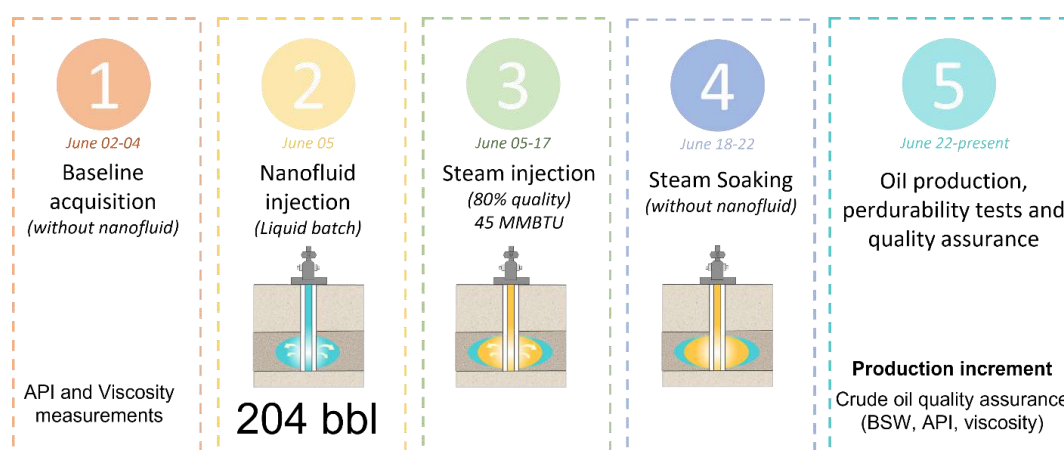 1
June 02-04
Baseline
acquisition
(without nanofluid)
API and Viscosity
measurements
2
June 05
Nanofluid
injection
(Liquid batch)
204 bbl
3
June 05-17
Steam injection
(80% quality)
45 MMBTU
4
June 18-22
Steam Soaking
(without nanofluid)
5
June 22-present
Oil production,
perdurability tests and
quality assurance
Production increment
Crude oil quality assurance
(BSW, API, viscosity)